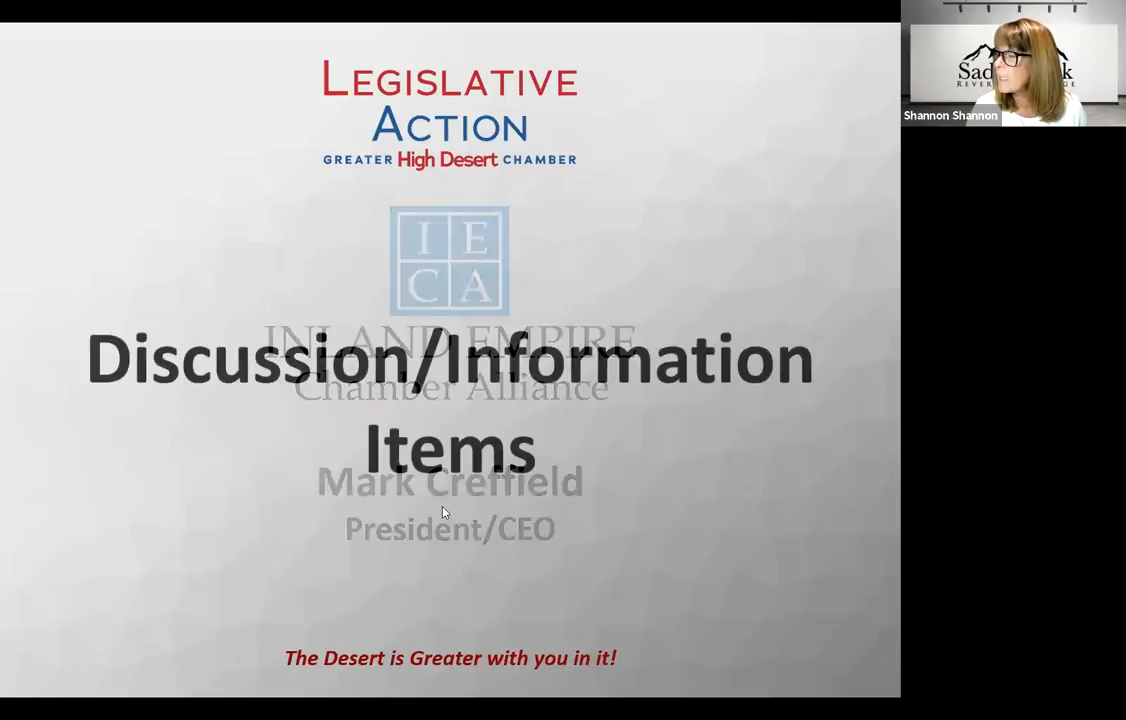 LEGISLATIVE
ACTION
GREATER High Desert CHAMBER
I E
C A
INLAND EMPIRE
Discussion/Information
Chamber Alliance
Items
Mark Creffield
President/CEO
The Desert is Greater with you in it!
Shannon Shannon